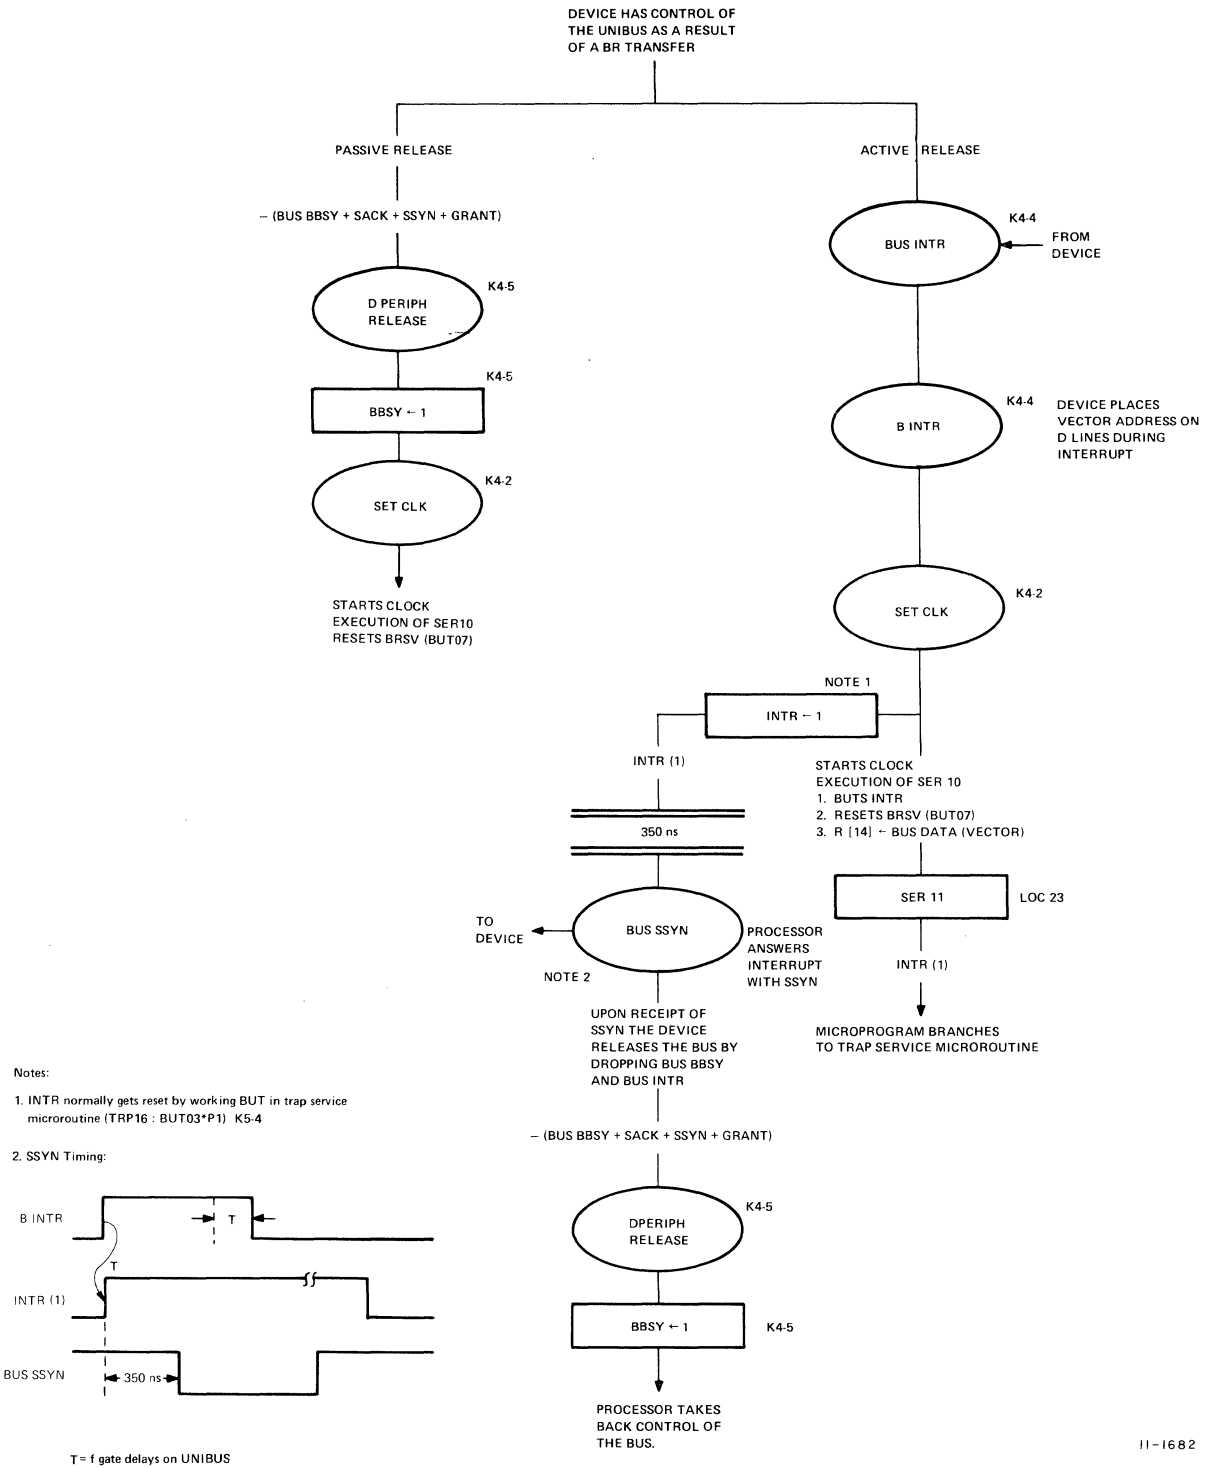 DEVICE HAS CONTROL OF
THE UNIBUS AS A RESULT
OF A BR TRANSFER
PASSIVE RELEASE
ACTIVE RELEASE
– (BUS BBSY + SACK + SSYN + GRANT)
K4-5
D PERIPH
RELEASE
K4-5
BBSY ← 1
K4-2
SET CLK
STARTS CLOCK
EXECUTION OF SER10
RESETS BRSV (BUT07)
K4-4
BUS INTR
FROM
DEVICE
K4-4
B INTR
DEVICE PLACES
VECTOR ADDRESS ON
D LINES DURING
INTERRUPT
K4-2
SET CLK
NOTE 1
INTR ← 1
INTR (1)
350 ns
STARTS CLOCK
EXECUTION OF SER 10
1. BUTS INTR
2. RESETS BRSV (BUT07)
3. R [14] ← BUS DATA (VECTOR)
SER 11
LOC 23
INTR (1)
MICROPROGRAM BRANCHES
TO TRAP SERVICE MICROROUTINE
TO
DEVICE
BUS SSYN
NOTE 2
PROCESSOR
ANSWERS
INTERRUPT
WITH SSYN
UPON RECEIPT OF
SSYN THE DEVICE
RELEASES THE BUS BY
DROPPING BUS BBSY
AND BUS INTR
– (BUS BBSY + SACK + SSYN + GRANT)
K4-5
DPERIPH
RELEASE
BBSY ← 1
K4-5
PROCESSOR TAKES
BACK CONTROL OF
THE BUS.
Notes:
1. INTR normally gets reset by working BUT in trap service
microroutine (TRP16 : BUT03*P1) K5-4
2. SSYN Timing:
B INTR
T
T
INTR (1)
BUS SSYN
350 ns
T = f gate delays on UNIBUS
11-1682